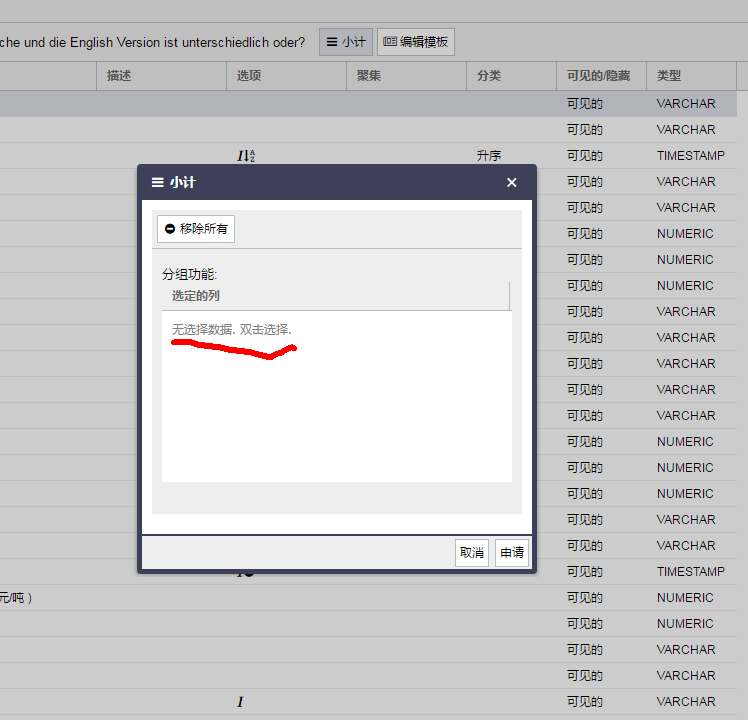 che und die English Version ist unterschiedlich oder? 小计 编辑模板
描述 选项 聚集 分类 可见的/隐藏 类型
可见的 VARCHAR
可见的 VARCHAR
升序 可见的 TIMESTAMP
可见的 VARCHAR
可见的 VARCHAR
可见的 NUMERIC
可见的 NUMERIC
可见的 NUMERIC
可见的 VARCHAR
可见的 VARCHAR
可见的 VARCHAR
可见的 VARCHAR
可见的 VARCHAR
可见的 NUMERIC
可见的 NUMERIC
可见的 NUMERIC
可见的 VARCHAR
可见的 VARCHAR
可见的 TIMESTAMP
元/吨） 可见的 NUMERIC
可见的 NUMERIC
可见的 VARCHAR
可见的 VARCHAR
可见的 VARCHAR
小计
移除所有
分组功能:
选定的列
无选择数据. 双击选择.
取消 申请